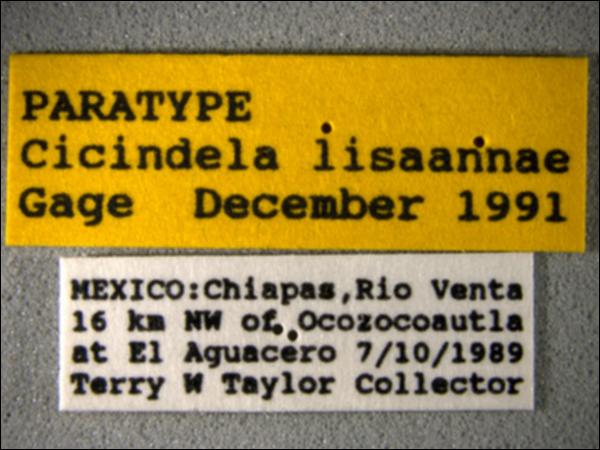 PARATYPE
Cicindela lisaannae
Gage December 1991
MEXICO:Chiapas,Rio Venta
16 km NW of Ocozocoautla
at El Aguacero 7/10/1989
Terry W Taylor Collector